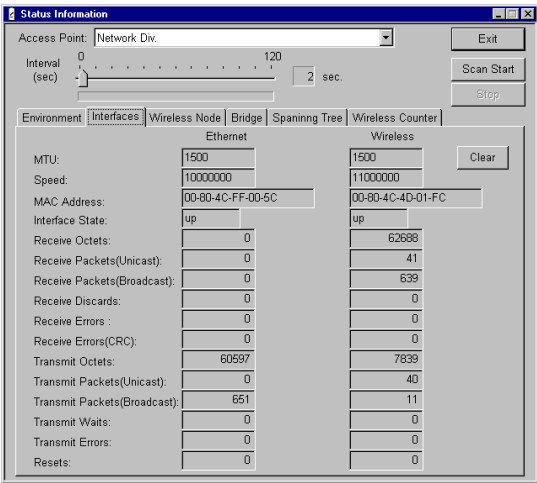 Status Information
Access Point: Network Div. Exit
Interval (sec) 0 120 2 sec. Scan Start
Stop
Environment Interfaces Wireless Node Bridge Spaninng Tree Wireless Counter
Ethernet Wireless
MTU: 1500 1500 Clear
Speed: 10000000 11000000
MAC Address: 00-80-4C-FF-00-5C 00-80-4C-4D-01-FC
Interface State: up up
Receive Octets: 0 62688
Receive Packets(Unicast): 0 41
Receive Packets(Broadcast): 0 639
Receive Discards: 0 0
Receive Errors : 0 0
Receive Errors(CRC): 0 0
Transmit Octets: 60597 7839
Transmit Packets(Unicast): 0 40
Transmit Packets(Broadcast): 651 11
Transmit Waits: 0 0
Transmit Errors: 0 0
Resets: 0 0